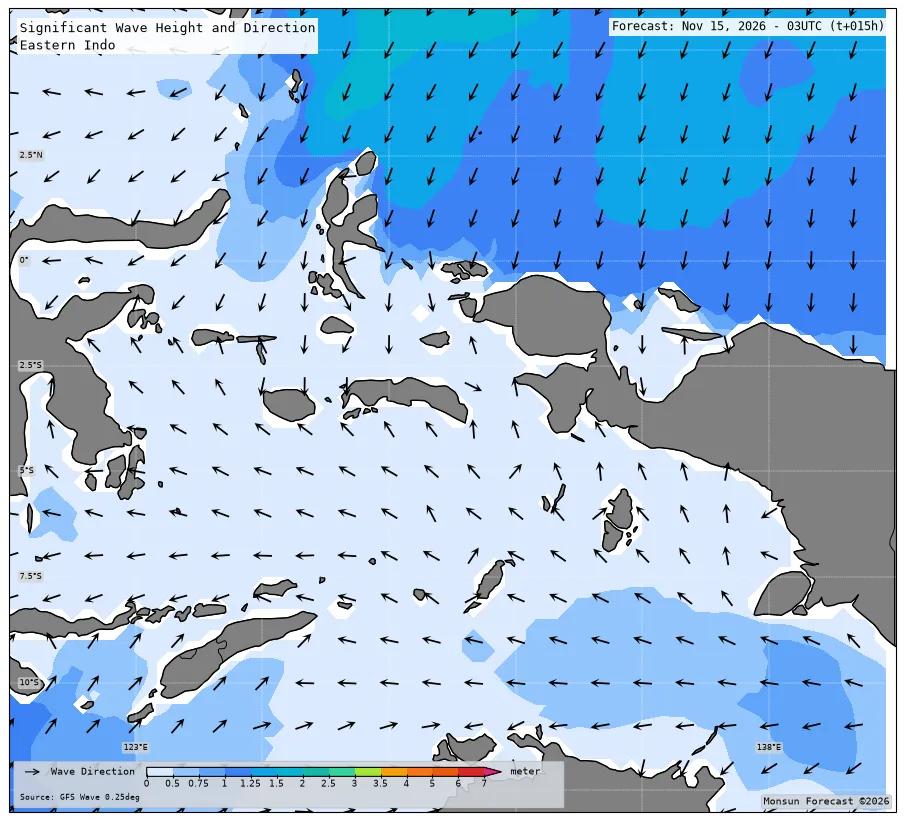 Significant Wave Height and Direction
Eastern Indo
Forecast: Nov 15, 2026 - 03UTC (t+015h)
2.5°N
0°
2.5°S
5°S
7.5°S
10°S
123°E
138°E
Wave Direction
meter
0 0.5 0.75 1 1.25 1.5 2 2.5 3 3.5 4 5 6 7
Source: GFS Wave 0.25deg
Monsun Forecast ©2026